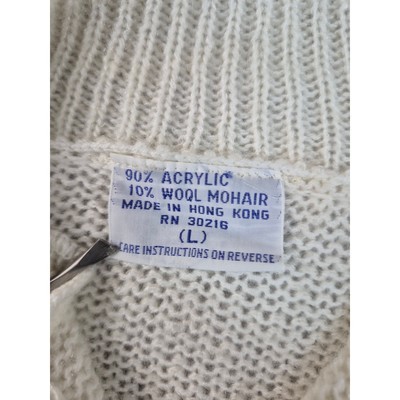 90% ACRYLIC
10% WOOL MOHAIR
MADE IN HONG KONG
RN 30216
(L)
CARE INSTRUCTIONS ON REVERSE